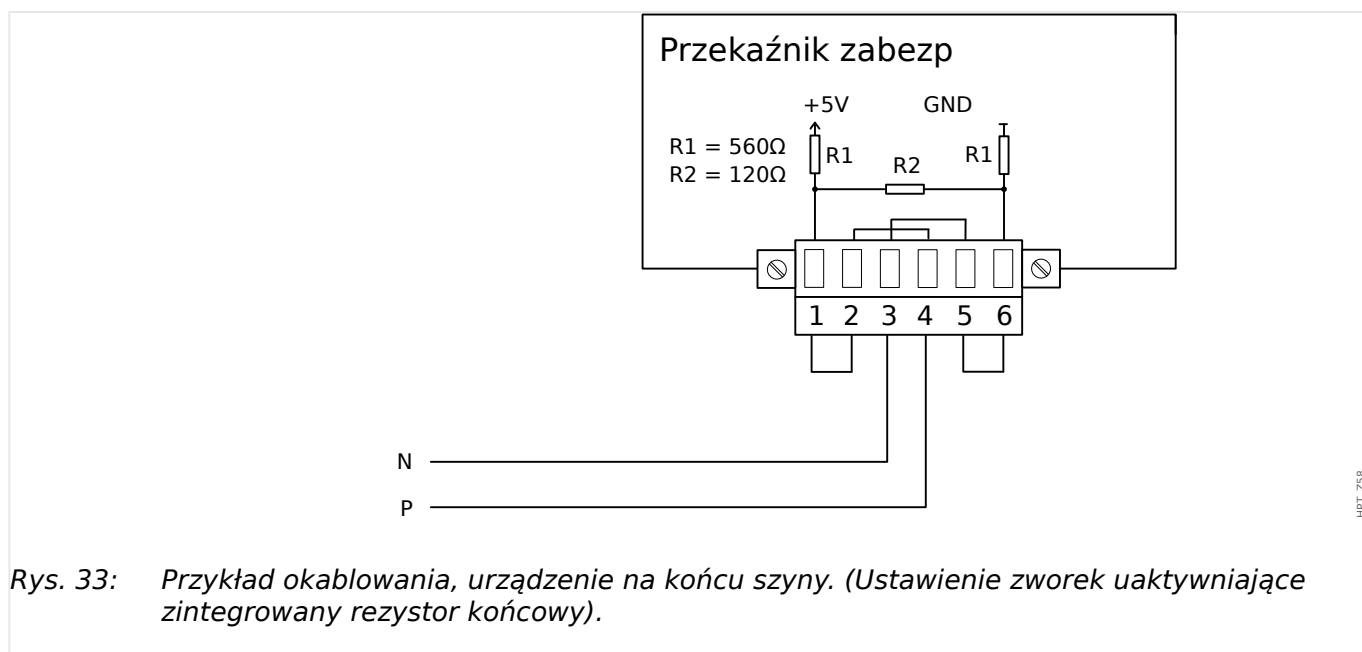 Przekaźnik zabezp
+5V GND
R1 = 560Ω
R2 = 120Ω
R1 R2 R1
1 2 3 4 5 6
N
P
HPT_Z58
Rys. 33: Przykład okablowania, urządzenie na końcu szyny. (Ustawienie zworek uaktywniające
zintegrowany rezystor końcowy).